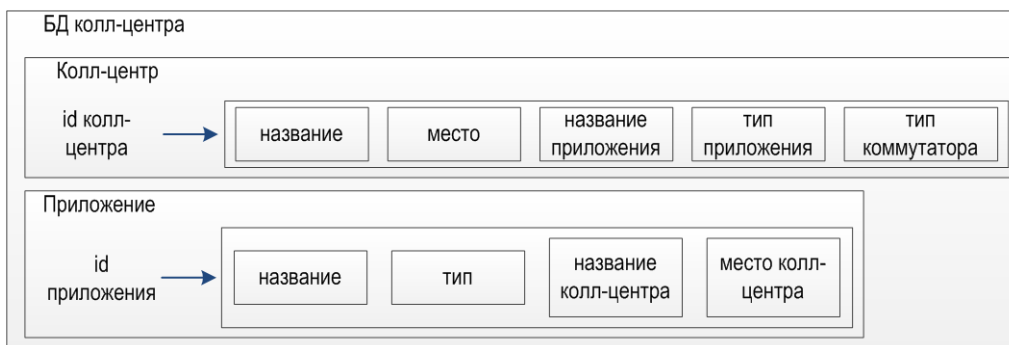 БД колл-центра
Колл-центр
id колл-
центра
название
место
название
приложения
тип
приложения
тип
коммутатора
Приложение
id
приложения
название
тип
название
колл-центра
место колл-
центра